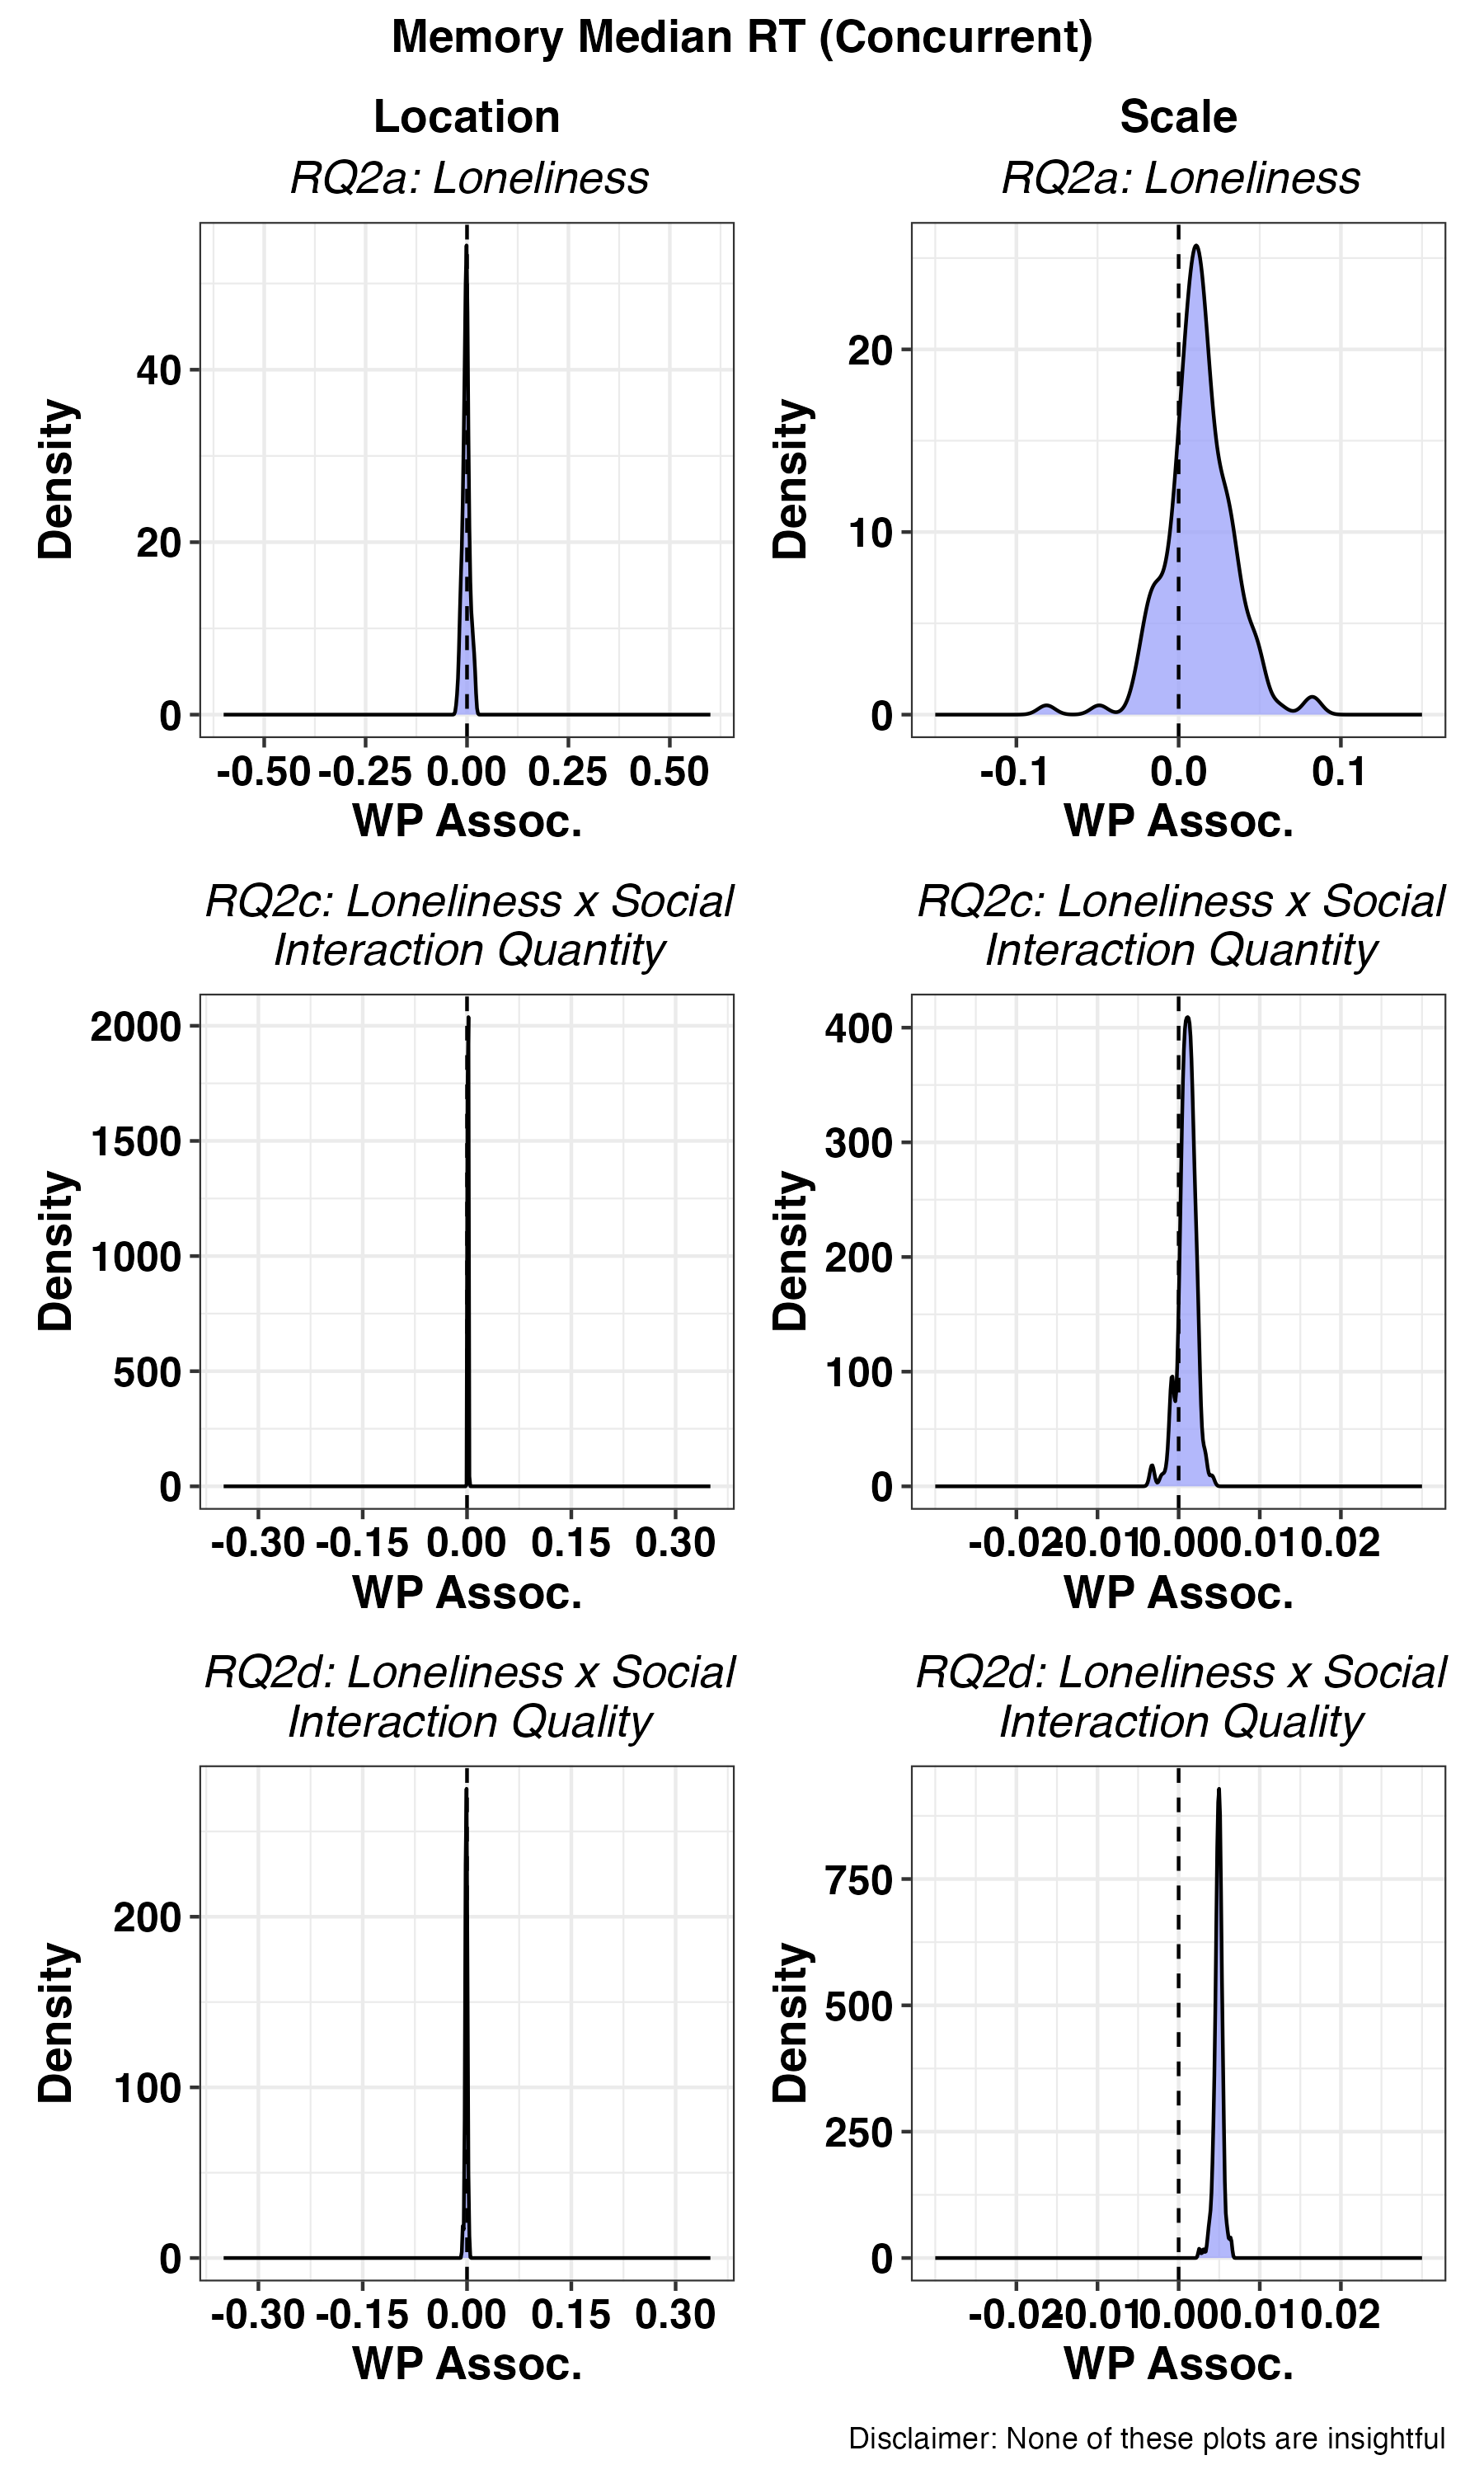 Memory Median RT (Concurrent)
Location
Scale
RQ2a: Loneliness
RQ2a: Loneliness
Density
40
20
0
-0.50 -0.25 0.00 0.25 0.50
WP Assoc.
Density
20
10
0
-0.1 0.0 0.1
WP Assoc.
RQ2c: Loneliness x Social
Interaction Quantity
RQ2c: Loneliness x Social
Interaction Quantity
Density
2000
1500
1000
500
0
-0.30 -0.15 0.00 0.15 0.30
WP Assoc.
Density
400
300
200
100
0
-0.02 -0.01 0.00 0.01 0.02
WP Assoc.
RQ2d: Loneliness x Social
Interaction Quality
RQ2d: Loneliness x Social
Interaction Quality
Density
200
100
0
-0.30 -0.15 0.00 0.15 0.30
WP Assoc.
Density
750
500
250
0
-0.02 -0.01 0.00 0.01 0.02
WP Assoc.
Disclaimer: None of these plots are insightful